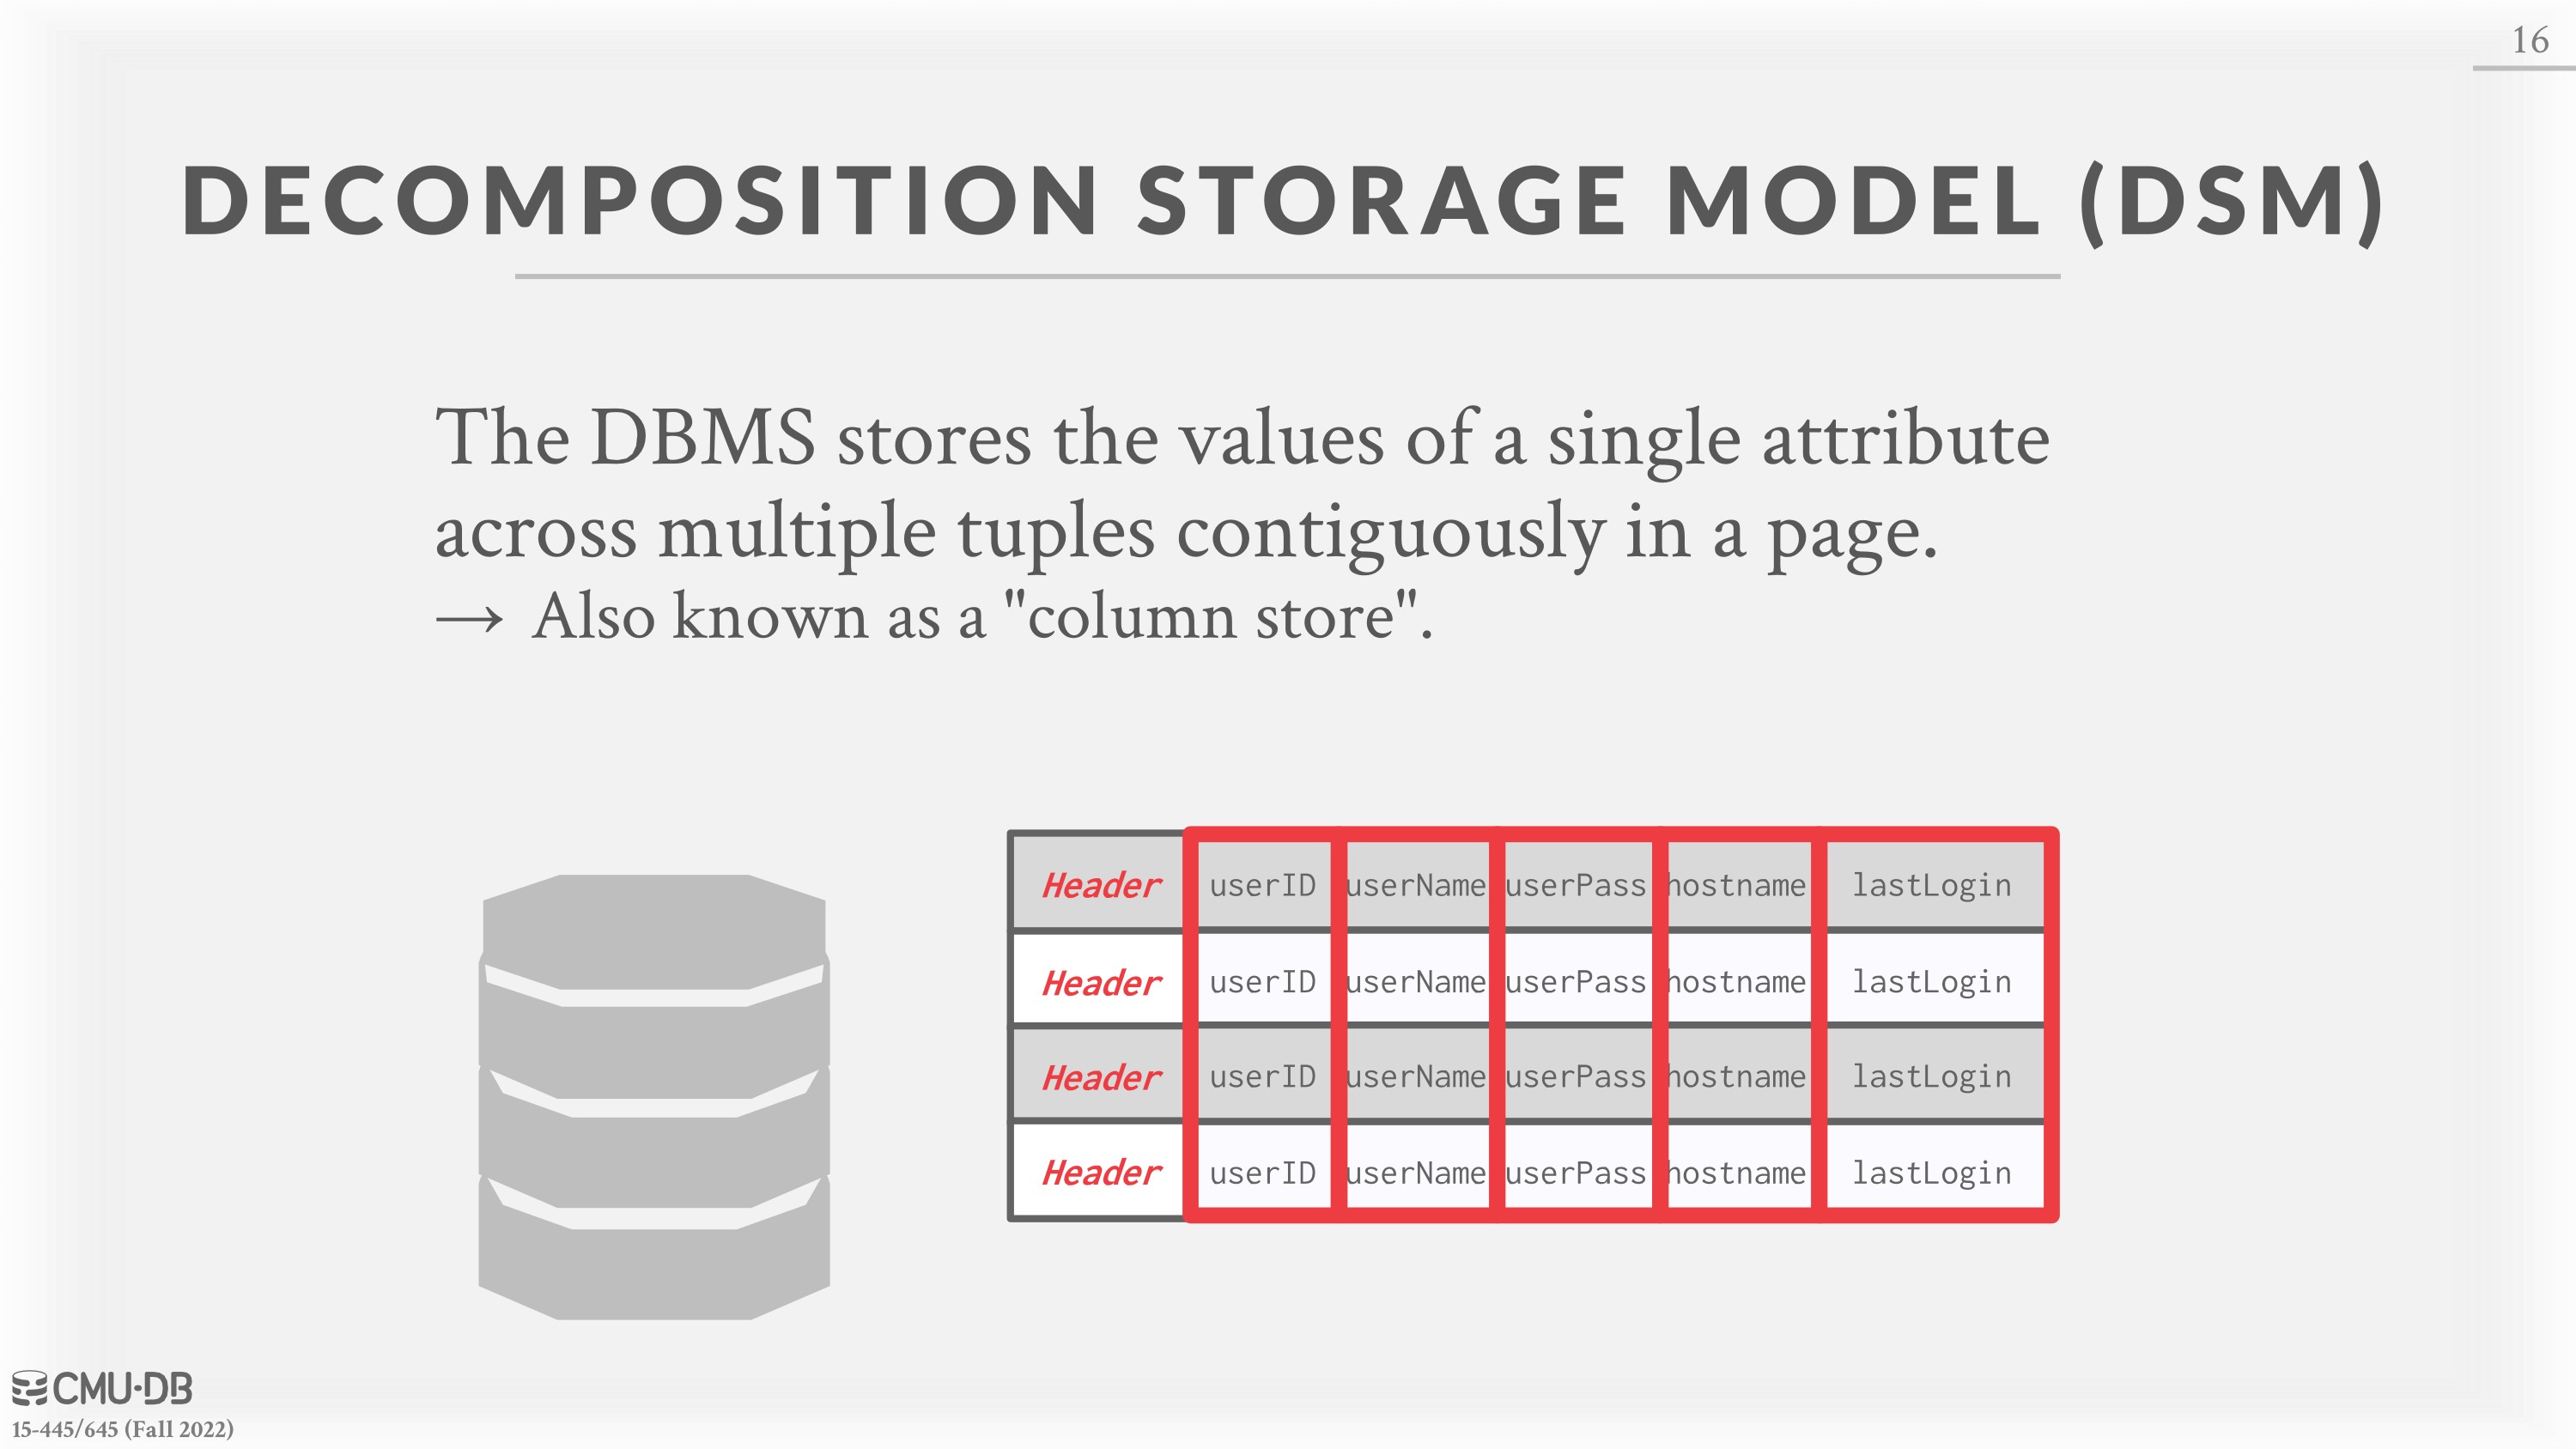 16
DECOMPOSITION STORAGE MODEL (DSM)
The DBMS stores the values of a single attribute
across multiple tuples contiguously in a page.
→ Also known as a "column store".
Header userID userName userPass hostname lastLogin
Header userID userName userPass hostname lastLogin
Header userID userName userPass hostname lastLogin
Header userID userName userPass hostname lastLogin
CMU·DB
15-445/645 (Fall 2022)